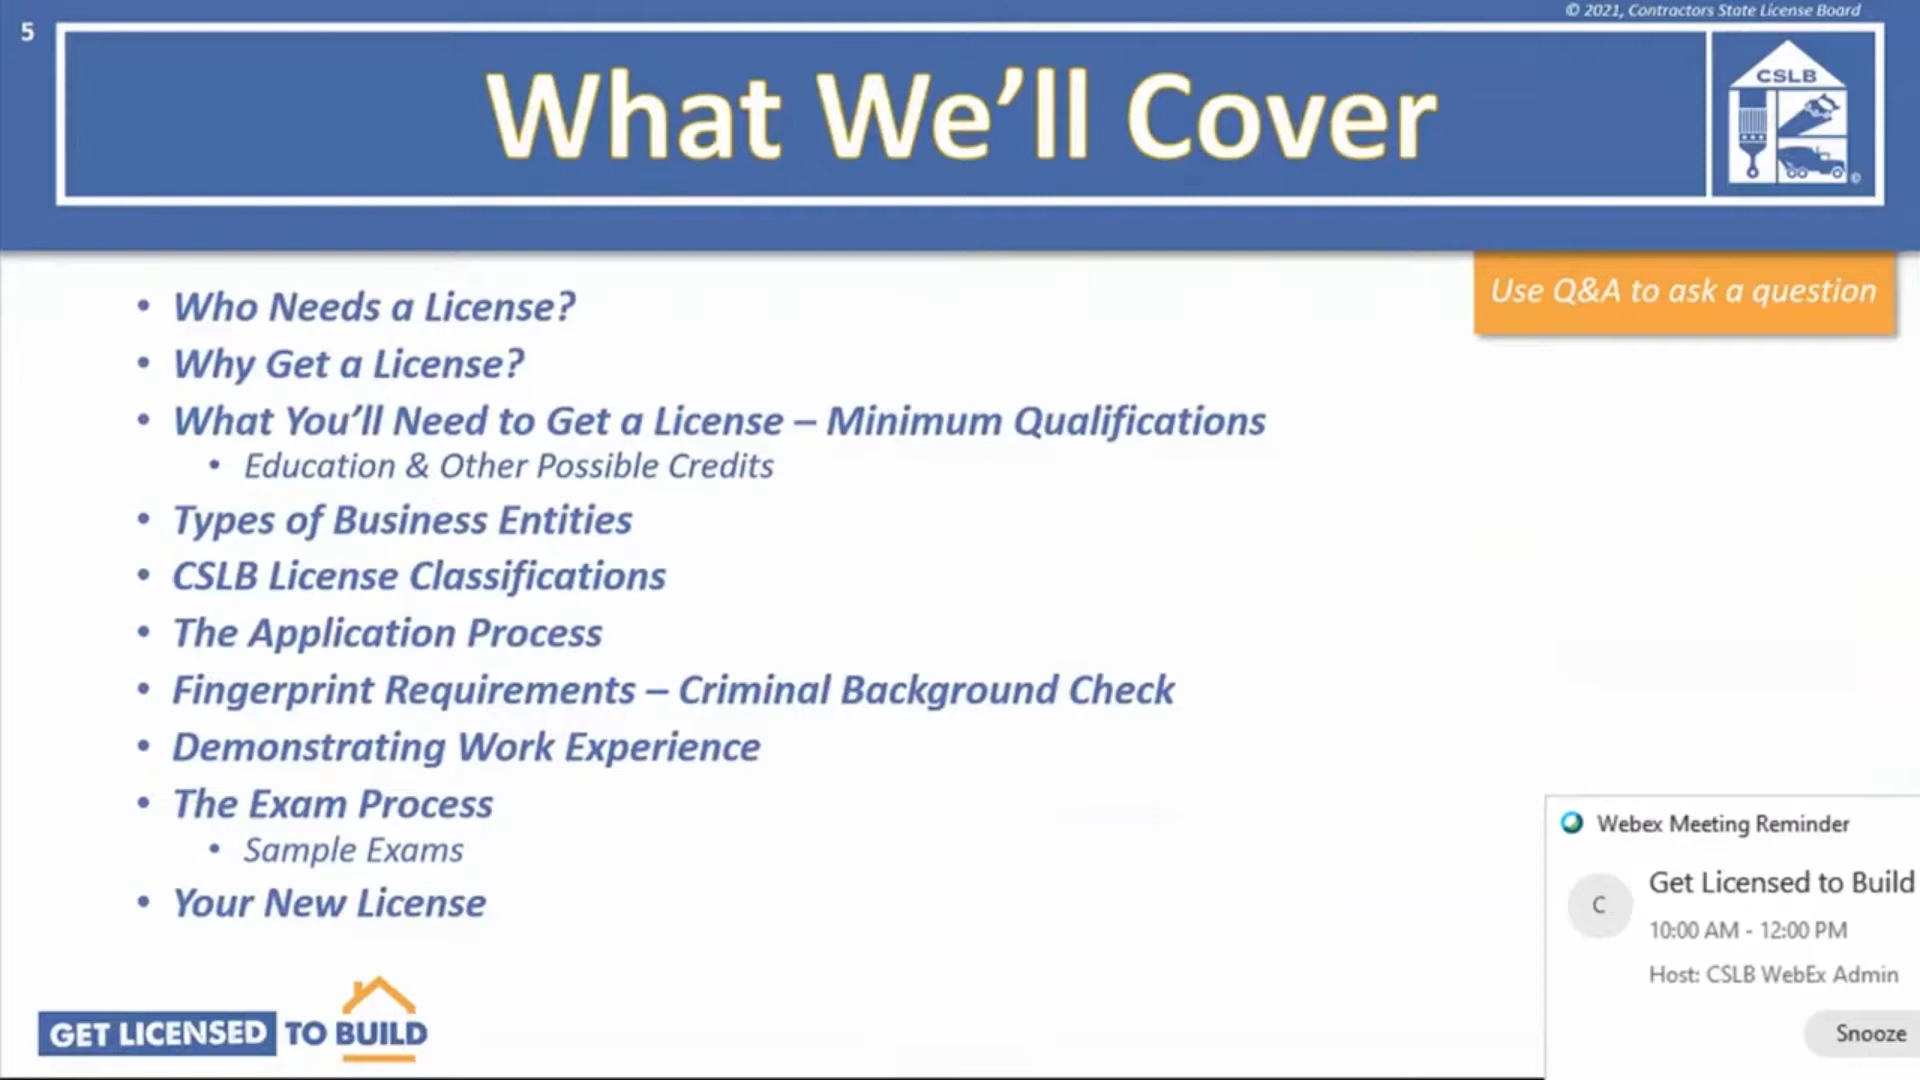 © 2021, Contractors State License Board
5
What We’ll Cover
CSLB
©
Use Q&A to ask a question
• Who Needs a License?
• Why Get a License?
• What You’ll Need to Get a License – Minimum Qualifications
• Education & Other Possible Credits
• Types of Business Entities
• CSLB License Classifications
• The Application Process
• Fingerprint Requirements – Criminal Background Check
• Demonstrating Work Experience
• The Exam Process
• Sample Exams
• Your New License
GET LICENSED TO BUILD
Webex Meeting Reminder
C
Get Licensed to Build
10:00 AM - 12:00 PM
Host: CSLB WebEx Admin
Snooze